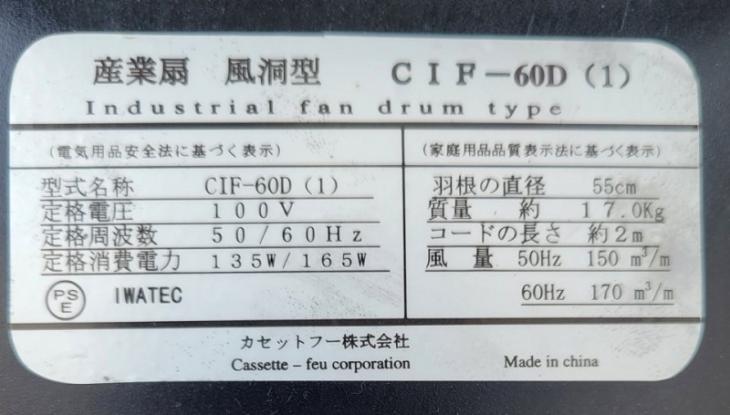 産業扇 風洞型 CIF-60D(1)
Industrial fan drum type
(電気用品安全法に基づく表示)
型式名称 CIF-60D(1)
定格電圧 100V
定格周波数 50/60Hz
定格消費電力 135W/165W
PSE IWATEC
(家庭用品品質表示法に基づく表示)
羽根の直径 55cm
質量 約 17.0Kg
コードの長さ 約2m
風量 50Hz 150 m³/m
60Hz 170 m³/m
カセットフー株式会社
Cassette-feu corporation Made in china